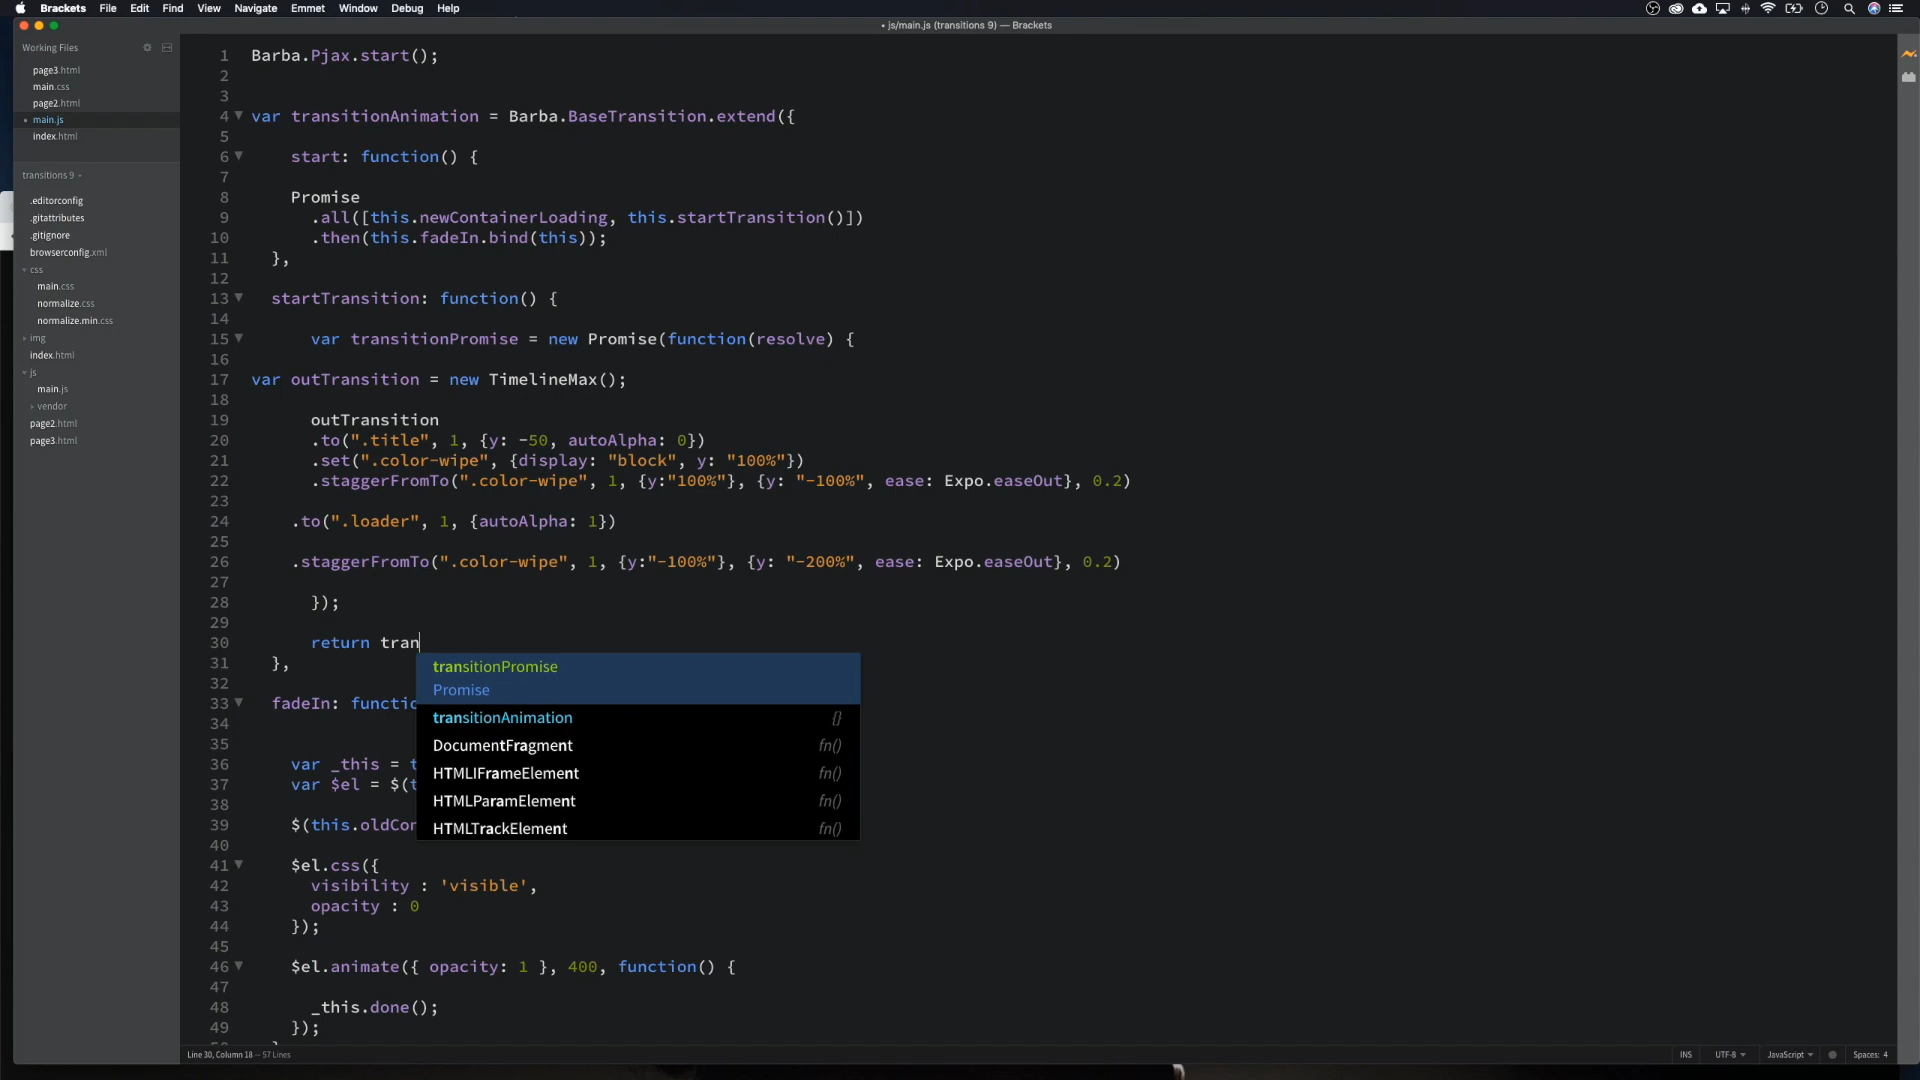 Brackets File Edit Find View Navigate Emmet Window Debug Help
• js/main.js (transitions 9) — Brackets
Working Files
page3.html
main.css
page2.html
main.js
index.html
transitions 9
.editorconfig
.gitattributes
.gitignore
browserconfig.xml
css
main.css
normalize.css
normalize.min.css
img
index.html
js
main.js
vendor
page2.html
page3.html
1 Barba.Pjax.start();
2
3
4 var transitionAnimation = Barba.BaseTransition.extend({
5
6 start: function() {
7
8 Promise
9 .all([this.newContainerLoading, this.startTransition()])
10 .then(this.fadeIn.bind(this));
11 },
12
13 startTransition: function() {
14
15 var transitionPromise = new Promise(function(resolve) {
16
17 var outTransition = new TimelineMax();
18
19 outTransition
20 .to(".title", 1, {y: -50, autoAlpha: 0})
21 .set(".color-wipe", {display: "block", y: "100%"})
22 .staggerFromTo(".color-wipe", 1, {y:"100%"}, {y: "-100%", ease: Expo.easeOut}, 0.2)
23
24 .to(".loader", 1, {autoAlpha: 1})
25
26 .staggerFromTo(".color-wipe", 1, {y:"-100%"}, {y: "-200%", ease: Expo.easeOut}, 0.2)
27
28 });
29
30 return tran
31 },
32
33 fadeIn: functio
34
35
36 var _this = t
37 var $el = $(t
38
39 $(this.oldCon
40
41 $el.css({
42 visibility : 'visible',
43 opacity : 0
44 });
45
46 $el.animate({ opacity: 1 }, 400, function() {
47
48 _this.done();
49 });
transitionPromise
Promise
transitionAnimation {}
DocumentFragment fn()
HTMLIFrameElement fn()
HTMLParamElement fn()
HTMLTrackElement fn()
Line 30, Column 18 — 57 Lines
INS UTF-8 JavaScript Spaces: 4